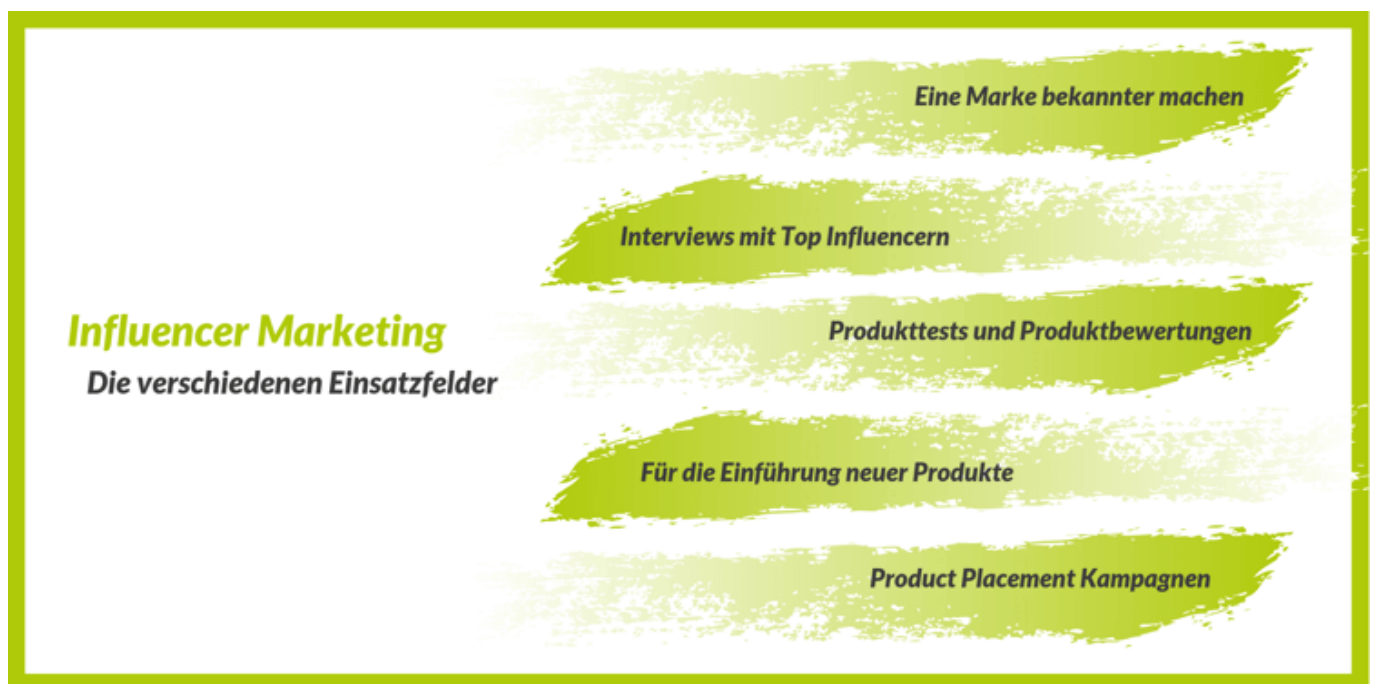 Influencer Marketing
Die verschiedenen Einsatzfelder
Eine Marke bekannter machen
Interviews mit Top Influencern
Produkttests und Produktbewertungen
Für die Einführung neuer Produkte
Product Placement Kampagnen